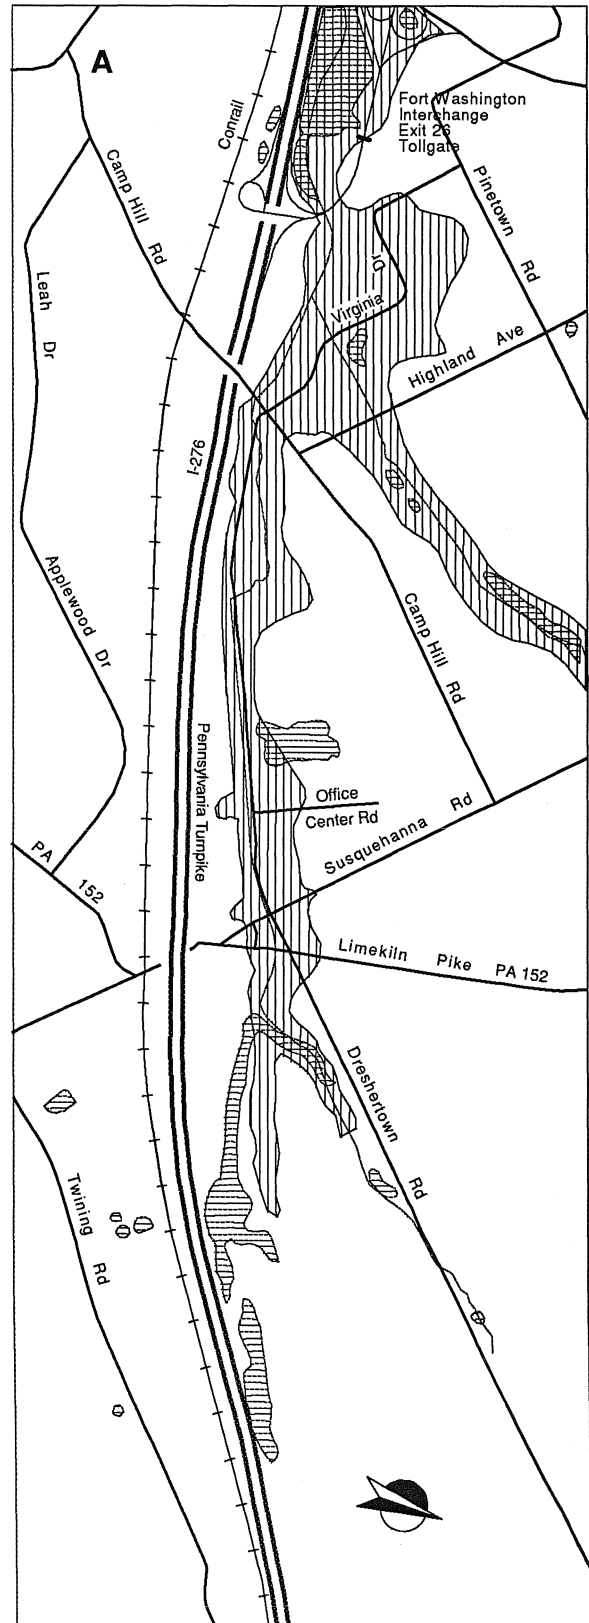 A
Conrail
Fort Washington
Interchange
Exit 26
Tollgate
Camp Hill Rd
Pinetown Rd
Leah Dr
Virginia Dr
Highland Ave
I-276
Applewood Dr
Camp Hill Rd
Pennsylvania Turnpike
Office
Center Rd
Susquehanna Rd
PA 152
Limekiln Pike PA 152
Dreshertown Rd
Twining Rd